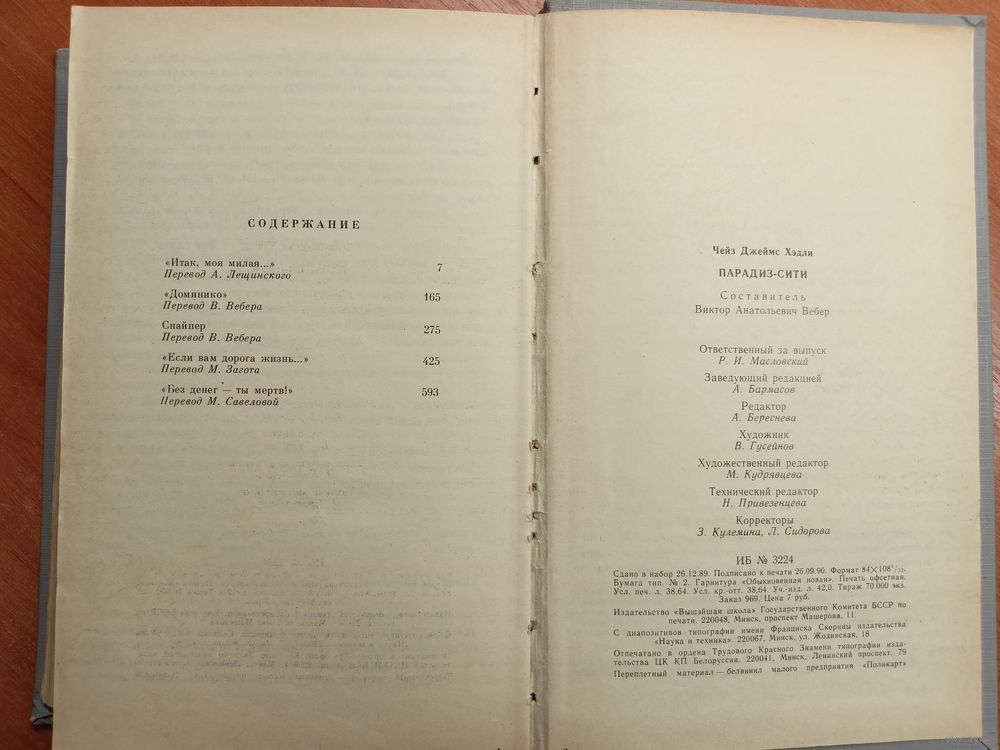 СОДЕРЖАНИЕ
«Итак, моя милая...»
Перевод А. Лещинского
7
«Доминико»
Перевод В. Вебера
165
Снайпер
Перевод В. Вебера
275
«Если вам дорога жизнь...»
Перевод М. Загота
425
«Без денег — ты мертв!»
Перевод М. Савеловой
593
Чейз Джеймс Хэдли
ПАРАДИЗ-СИТИ
Составитель
Виктор Анатольевич Вебер
Ответственный за выпуск
Р. И. Масловский
Заведующий редакцией
А. Бармасов
Редактор
А. Береснева
Художник
В. Гусейнов
Художественный редактор
М. Кудрявцева
Технический редактор
Н. Привезенцева
Корректоры
З. Кулемина, Л. Сидорова
ИБ № 3224
Сдано в набор 26.12.89. Подписано к печати 26.09.90. Формат 84×108¹/₃₂.
Бумага тип. № 2. Гарнитура «Обыкновенная новая». Печать офсетная.
Усл. печ. л. 38,64. Усл. кр.-отт. 38,64. Уч.-изд. л. 42,0. Тираж 70 000 экз.
Заказ 969. Цена 7 руб.
Издательство «Вышэйшая школа» Государственного Комитета БССР по
печати. 220048, Минск, проспект Машерова, 11.
С диапозитивов типографии имени Франциска Скорины издательства
«Наука и техника». 220067, Минск, ул. Жодинская, 18
Отпечатано в ордена Трудового Красного Знамени типографии изда-
тельства ЦК КП Белоруссии. 220041, Минск, Ленинский проспект, 79
Переплетный материал — белвинил малого предприятия «Поликарт»